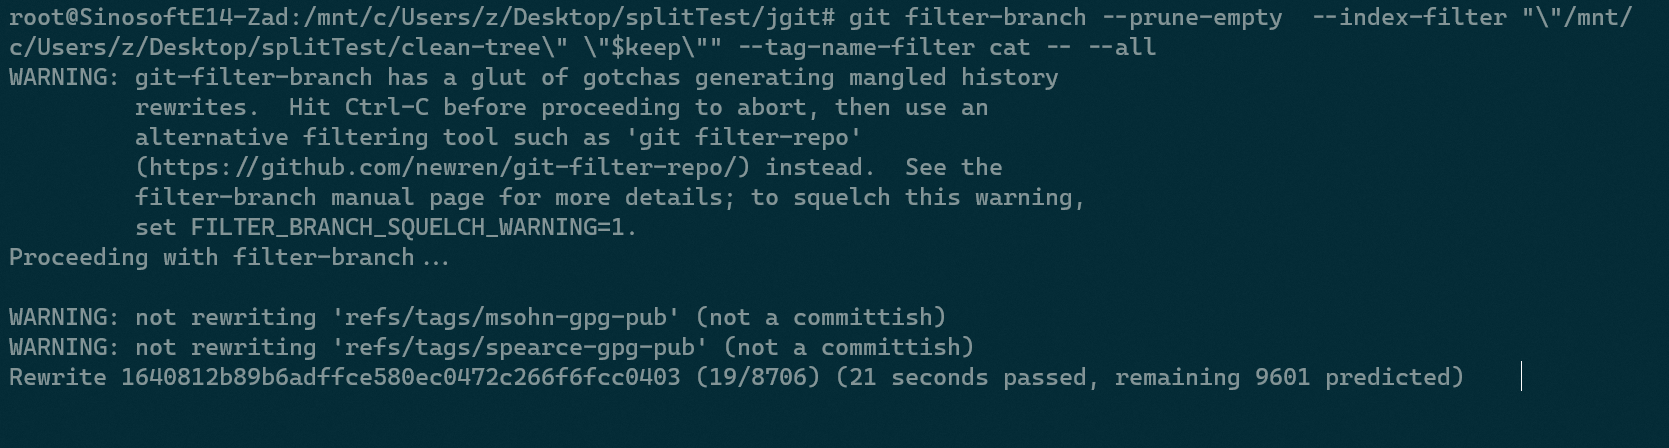 root@SinosoftE14-Zad:/mnt/c/Users/z/Desktop/splitTest/jgit# git filter-branch --prune-empty  --index-filter "\"/mnt/
c/Users/z/Desktop/splitTest/clean-tree\" \"$keep\"" --tag-name-filter cat -- --all
WARNING: git-filter-branch has a glut of gotchas generating mangled history
         rewrites.  Hit Ctrl-C before proceeding to abort, then use an
         alternative filtering tool such as 'git filter-repo'
         (https://github.com/newren/git-filter-repo/) instead.  See the
         filter-branch manual page for more details; to squelch this warning,
         set FILTER_BRANCH_SQUELCH_WARNING=1.
Proceeding with filter-branch...
WARNING: not rewriting 'refs/tags/msohn-gpg-pub' (not a committish)
WARNING: not rewriting 'refs/tags/spearce-gpg-pub' (not a committish)
Rewrite 1640812b89b6adffce580ec0472c266f6fcc0403 (19/8706) (21 seconds passed, remaining 9601 predicted)